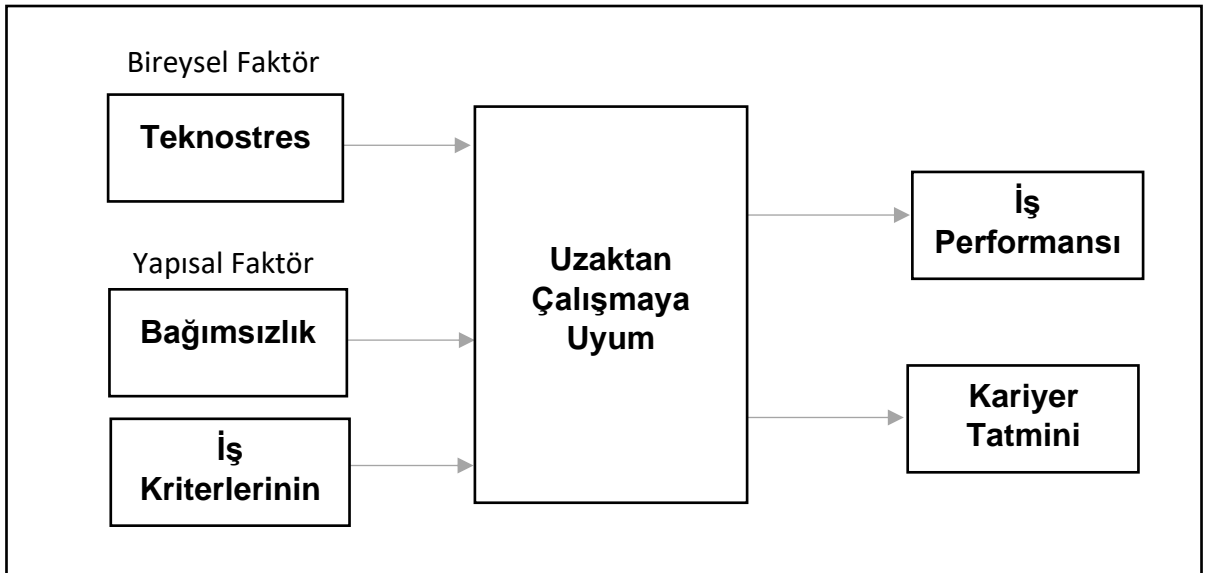 Bireysel Faktör
Teknostres
Yapısal Faktör
Bağımsızlık
İş
Kriterlerinin
Uzaktan
Çalışmaya
Uyum
İş
Performansı
Kariyer
Tatmini